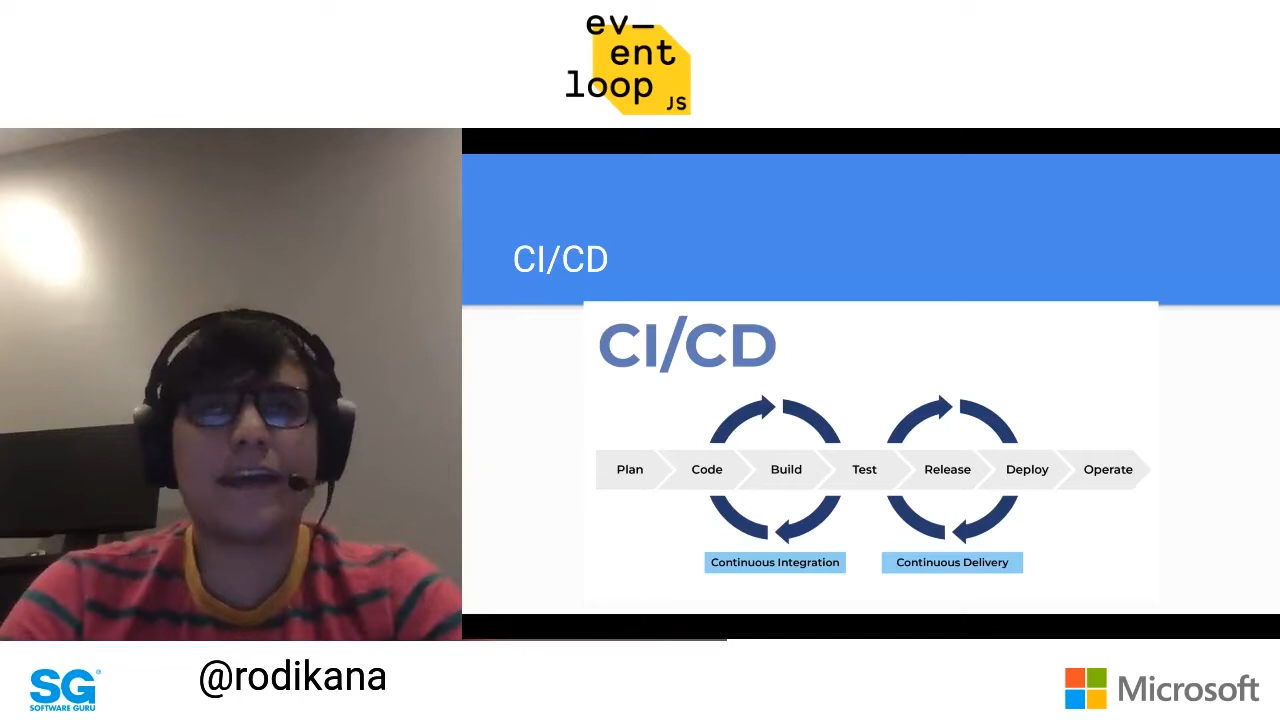 ev—
ent
loop
JS
CI/CD
CI/CD
Plan
Code
Build
Test
Release
Deploy
Operate
Continuous Integration
Continuous Delivery
SG®
SOFTWARE GURU
@rodikana
Microsoft